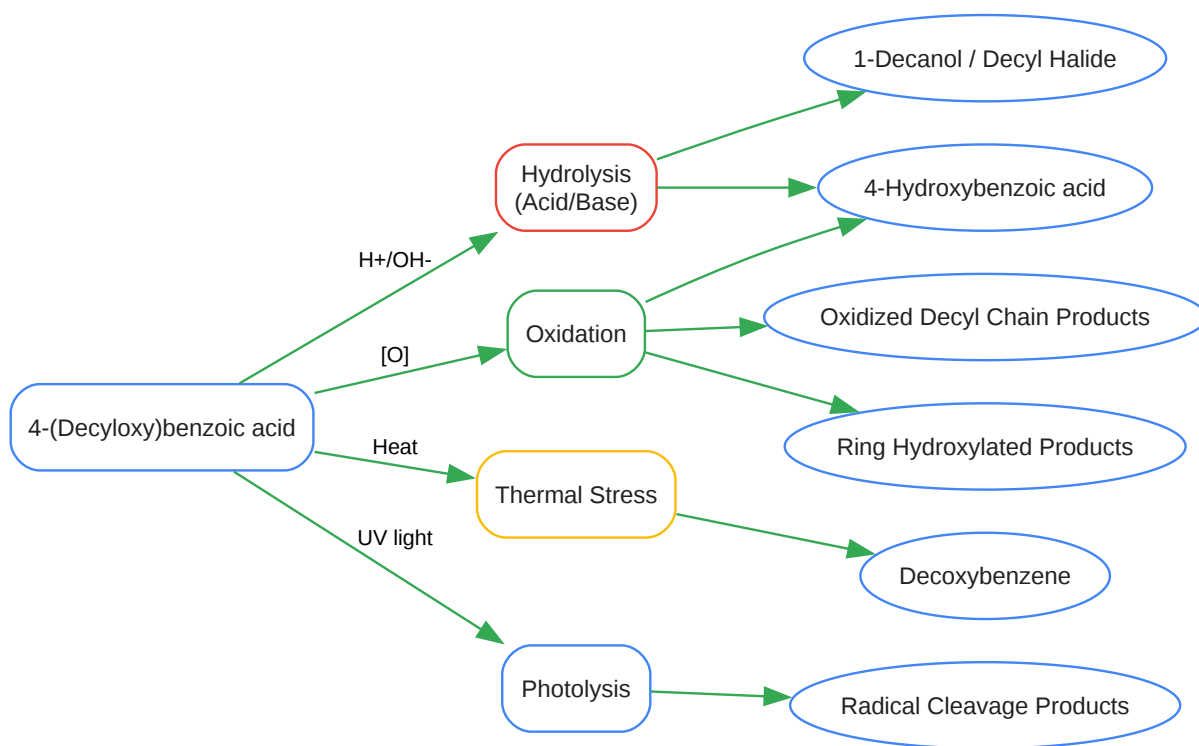 1-Decanol / Decyl Halide
Hydrolysis
(Acid/Base)
4-Hydroxybenzoic acid
H+/OH-
Oxidized Decyl Chain Products
Oxidation
[O]
4-(Decyloxy)benzoic acid
Ring Hydroxylated Products
Heat
Thermal Stress
UV light
Decoxybenzene
Photolysis
Radical Cleavage Products